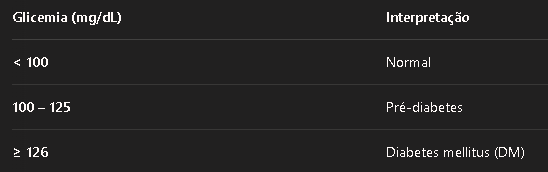 Glicemia (mg/dL) Interpretação
< 100 Normal
100 – 125 Pré-diabetes
≥ 126 Diabetes mellitus (DM)